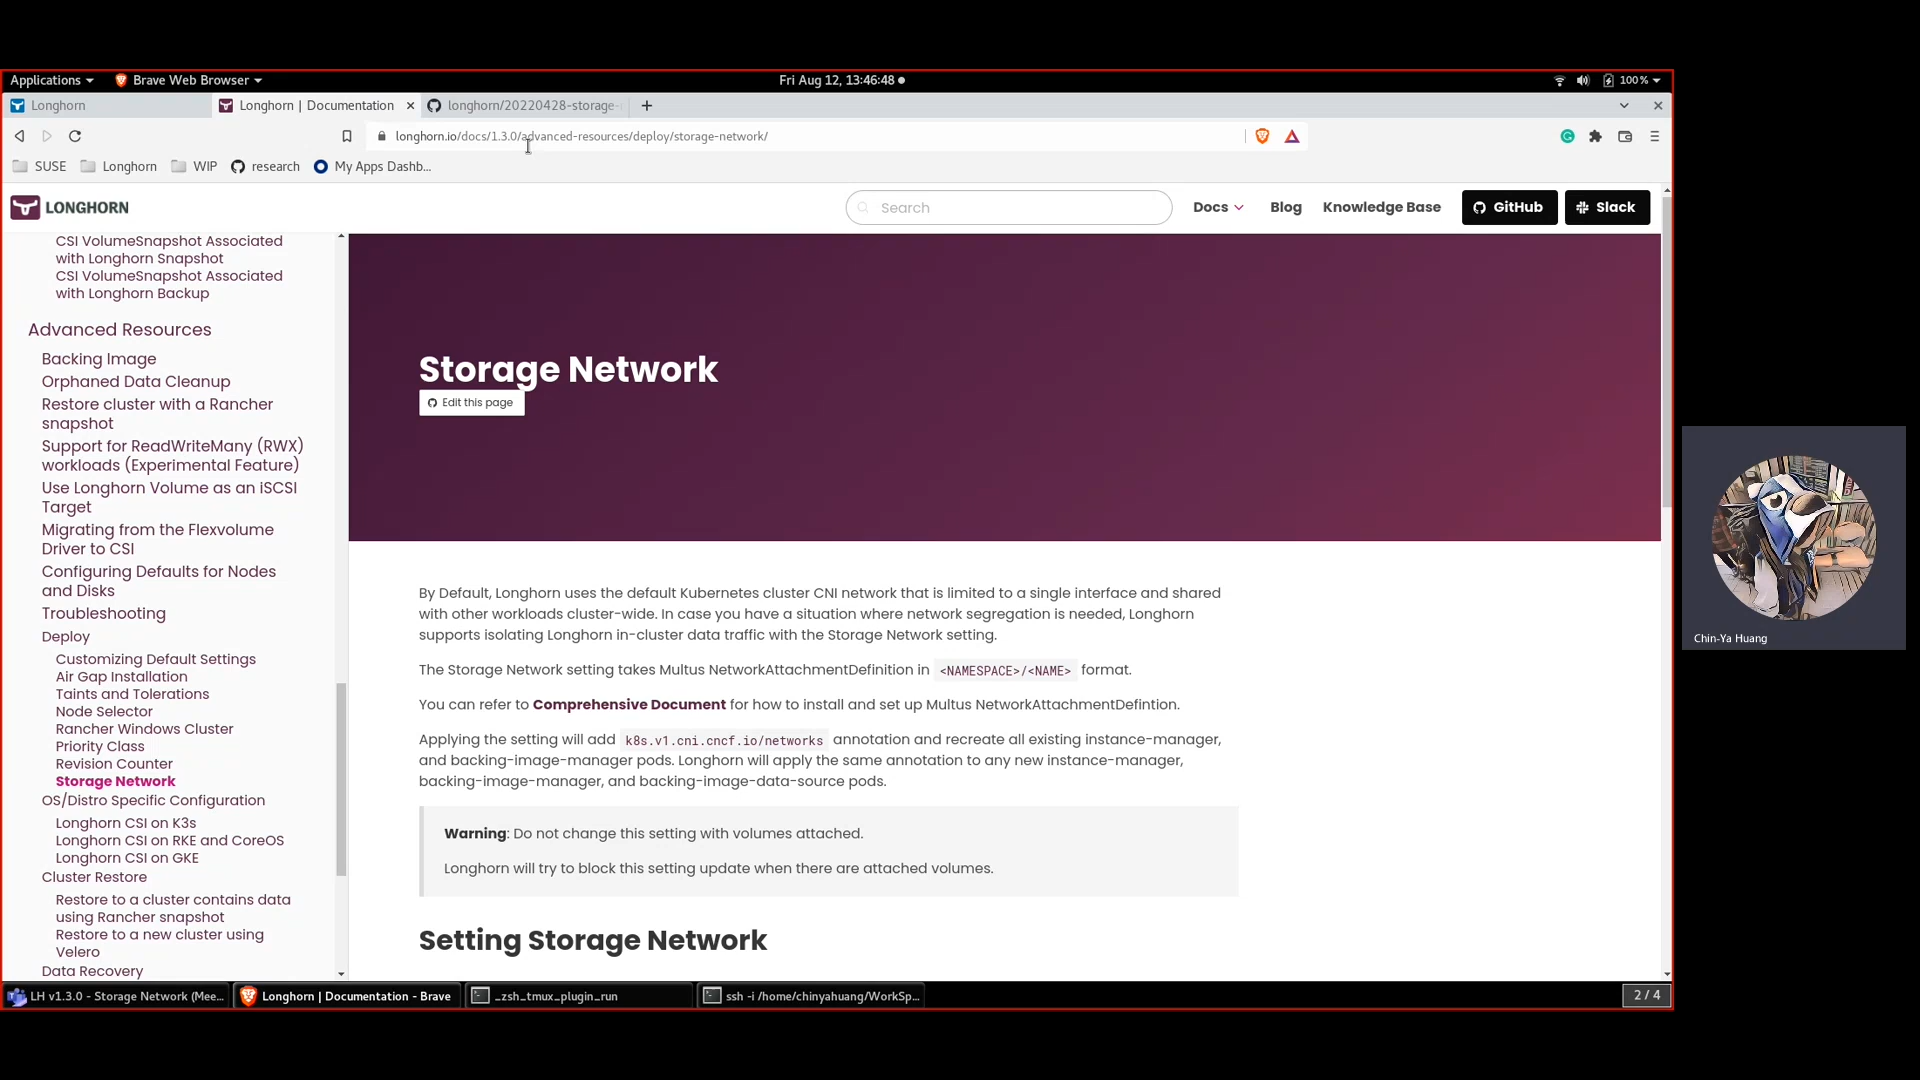 Applications
Brave Web Browser
Fri Aug 12, 13:46:48
100%
Longhorn
Longhorn | Documentation
longhorn/20220428-storage-
longhorn.io/docs/1.3.0/advanced-resources/deploy/storage-network/
SUSE
Longhorn
WIP
research
My Apps Dashb...
LONGHORN
Search
Docs
Blog
Knowledge Base
GitHub
Slack
CSI VolumeSnapshot Associated
with Longhorn Snapshot
CSI VolumeSnapshot Associated
with Longhorn Backup
Advanced Resources
Backing Image
Orphaned Data Cleanup
Restore cluster with a Rancher
snapshot
Support for ReadWriteMany (RWX)
workloads (Experimental Feature)
Use Longhorn Volume as an iSCSI
Target
Migrating from the Flexvolume
Driver to CSI
Configuring Defaults for Nodes
and Disks
Troubleshooting
Deploy
Customizing Default Settings
Air Gap Installation
Taints and Tolerations
Node Selector
Rancher Windows Cluster
Priority Class
Revision Counter
Storage Network
OS/Distro Specific Configuration
Longhorn CSI on K3s
Longhorn CSI on RKE and CoreOS
Longhorn CSI on GKE
Cluster Restore
Restore to a cluster contains data
using Rancher snapshot
Restore to a new cluster using
Velero
Data Recovery
Storage Network
Edit this page
By Default, Longhorn uses the default Kubernetes cluster CNI network that is limited to a single interface and shared
with other workloads cluster-wide. In case you have a situation where network segregation is needed, Longhorn
supports isolating Longhorn in-cluster data traffic with the Storage Network setting.
The Storage Network setting takes Multus NetworkAttachmentDefinition in <NAMESPACE>/<NAME> format.
You can refer to Comprehensive Document for how to install and set up Multus NetworkAttachmentDefintion.
Applying the setting will add k8s.v1.cni.cncf.io/networks annotation and recreate all existing instance-manager,
and backing-image-manager pods. Longhorn will apply the same annotation to any new instance-manager,
backing-image-manager, and backing-image-data-source pods.
Warning: Do not change this setting with volumes attached.
Longhorn will try to block this setting update when there are attached volumes.
Setting Storage Network
Chin-Ya Huang
LH v1.3.0 - Storage Network (Mee...
Longhorn | Documentation - Brave
_zsh_tmux_plugin_run
ssh -i /home/chinyahuang/WorkSp...
2 / 4